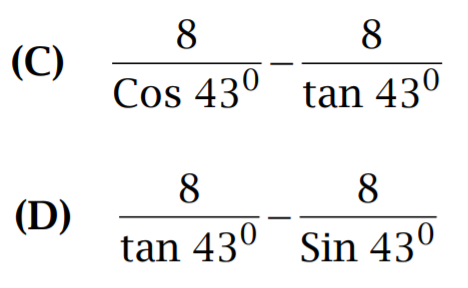 (C) 8/Cos 43⁰ − 8/tan 43⁰
(D) 8/tan 43⁰ − 8/Sin 43⁰